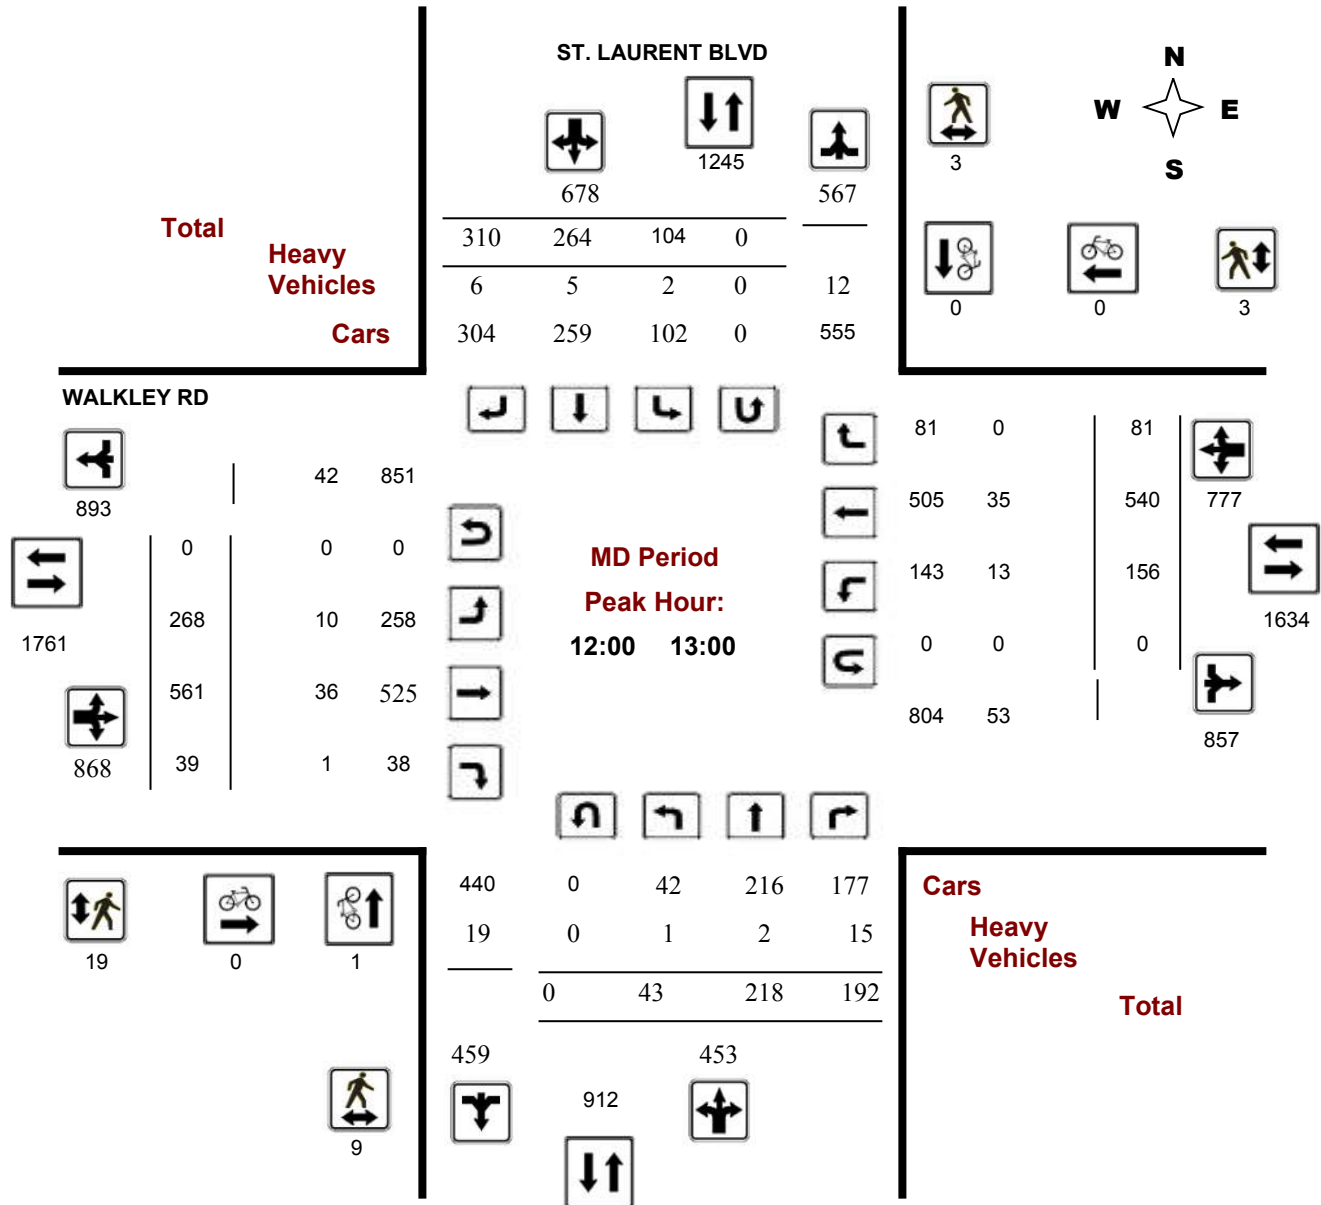 ST. LAURENT BLVD
N
W E
S
1245
3
678 567
Total
310 264 104 0
Heavy
Vehicles
6 5 2 0 12
0 0 3
Cars
304 259 102 0 555
WALKLEY RD
81 0 81
42 851
893
505 35 540 777
0 0 0
MD Period
143 13 156
Peak Hour:
268 10 258
1634
1761
12:00 13:00
0 0 0
561 36 525
804 53
857
868 39 1 38
440 0 42 216 177
Cars
19 0 1 2 15
Heavy
Vehicles
19 0 1
0 43 218 192
Total
459 453
912
9